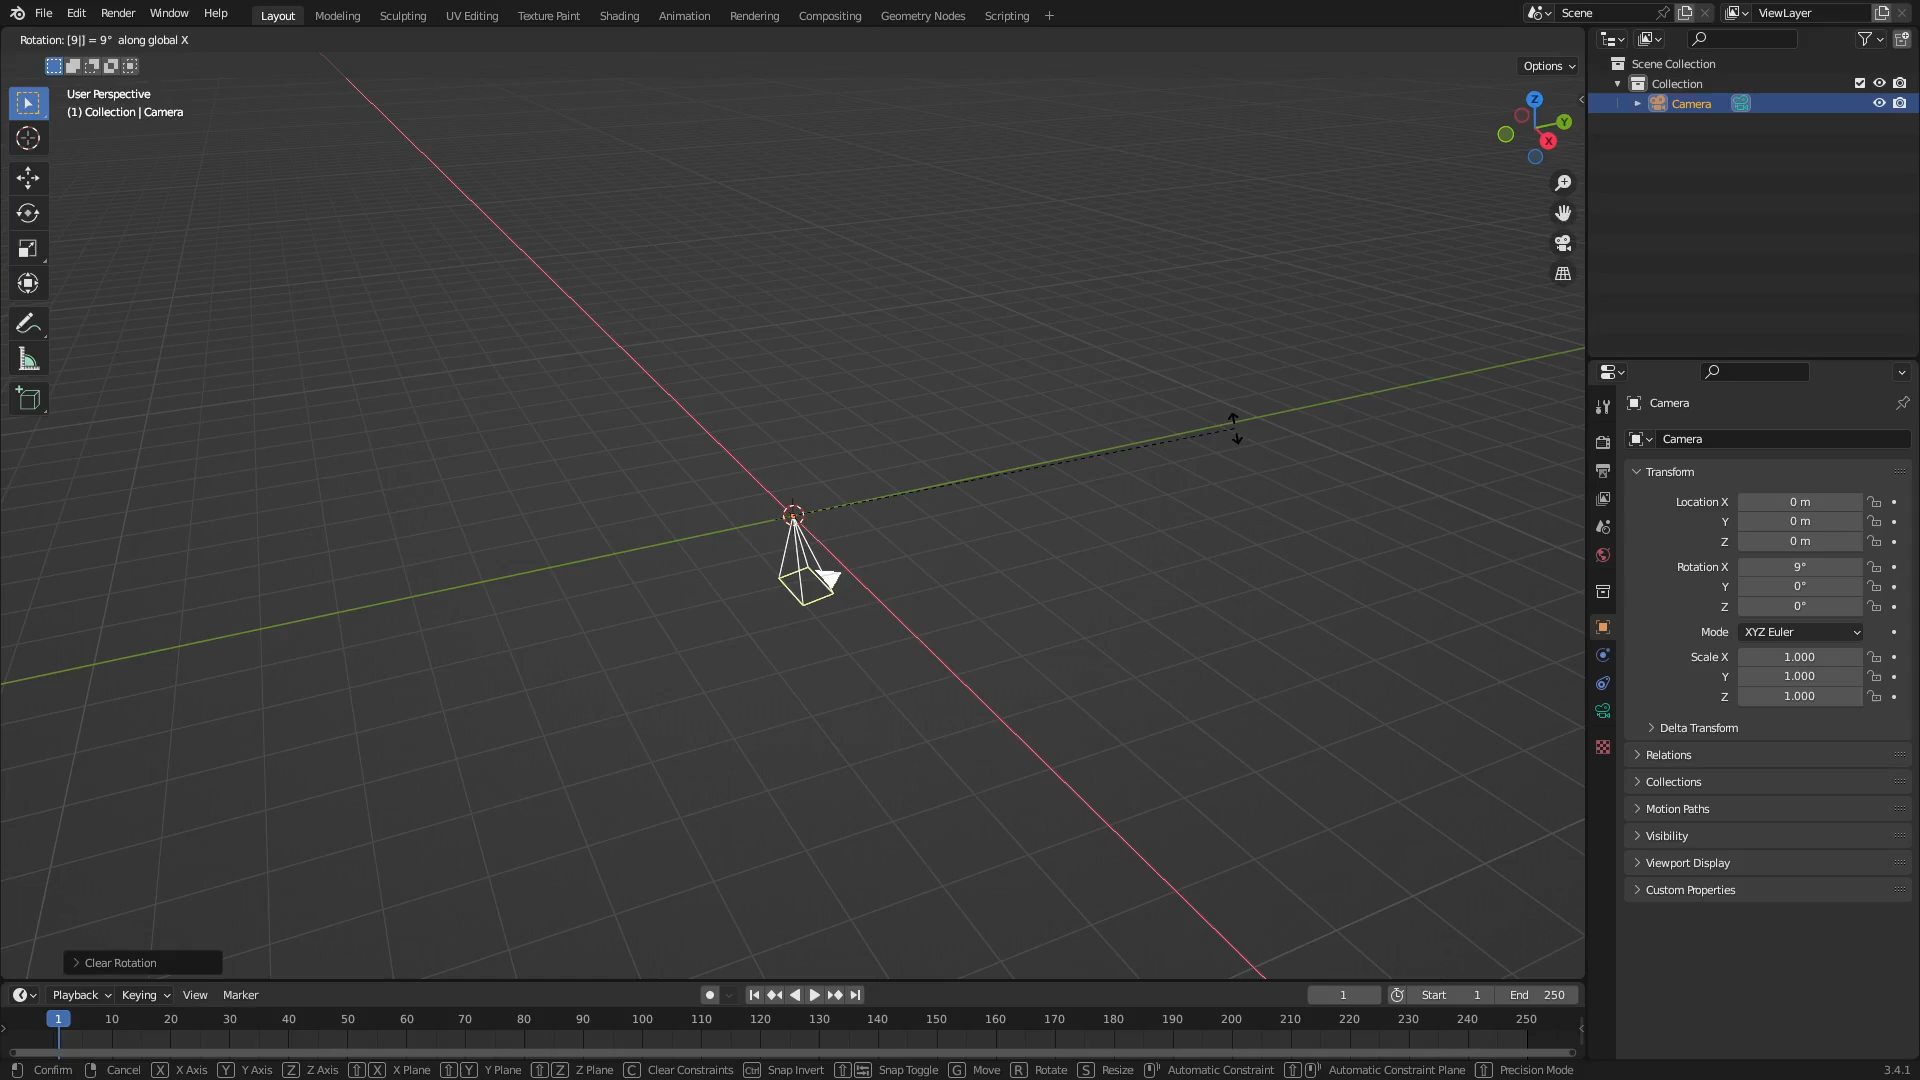 File Edit Render Window Help Layout Modeling Sculpting UV Editing Texture Paint Shading Animation Rendering Compositing Geometry Nodes Scripting + Scene ViewLayer
Rotation: [9|] = 9° along global X
Options
User Perspective
(1) Collection | Camera
Z
Y
X
Scene Collection
Collection
Camera
Camera
Camera
Transform
Location X 0 m
Y 0 m
Z 0 m
Rotation X 9°
Y 0°
Z 0°
Mode XYZ Euler
Scale X 1.000
Y 1.000
Z 1.000
Delta Transform
Relations
Collections
Motion Paths
Visibility
Viewport Display
Custom Properties
Clear Rotation
Playback Keying View Marker 1 Start 1 End 250
1 10 20 30 40 50 60 70 80 90 100 110 120 130 140 150 160 170 180 190 200 210 220 230 240 250
Confirm Cancel X X Axis Y Y Axis Z Z Axis X X Plane Y Y Plane Z Z Plane C Clear Constraints Ctrl Snap Invert Snap Toggle G Move R Rotate S Resize Automatic Constraint Automatic Constraint Plane Precision Mode 3.4.1